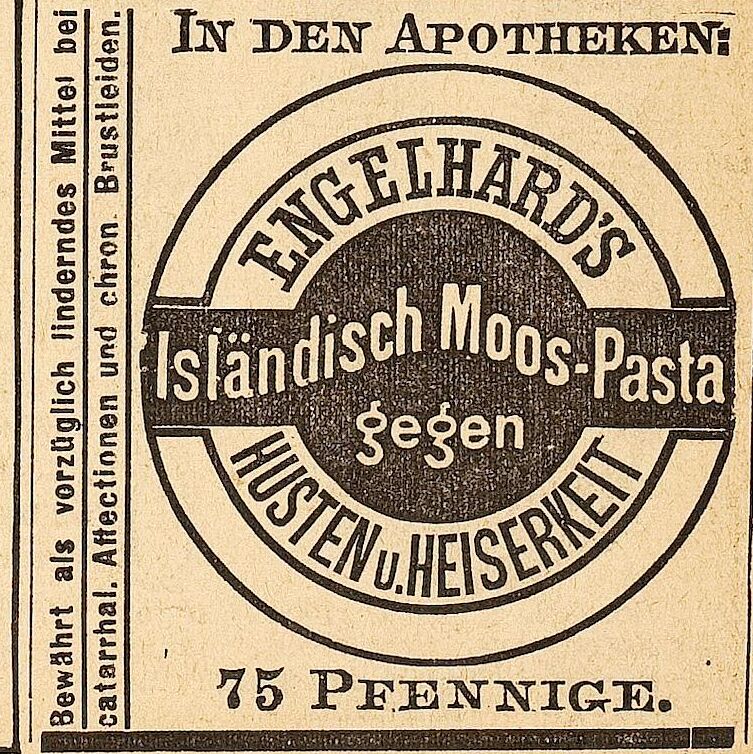 Bewährt als vorzüglich linderndes Mittel bei
catarrhal. Affectionen und chron. Brustleiden.
IN DEN APOTHEKEN:
ENGELHARD'S
Isländisch Moos-Pasta
gegen
HUSTEN u. HEISERKEIT
75 PFENNIGE.